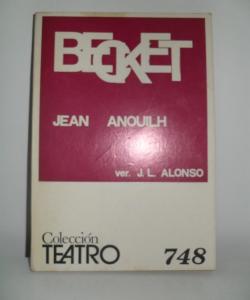 BECKET
JEAN ANOUILH
ver. J. L. ALONSO
Colección
TEATRO 748